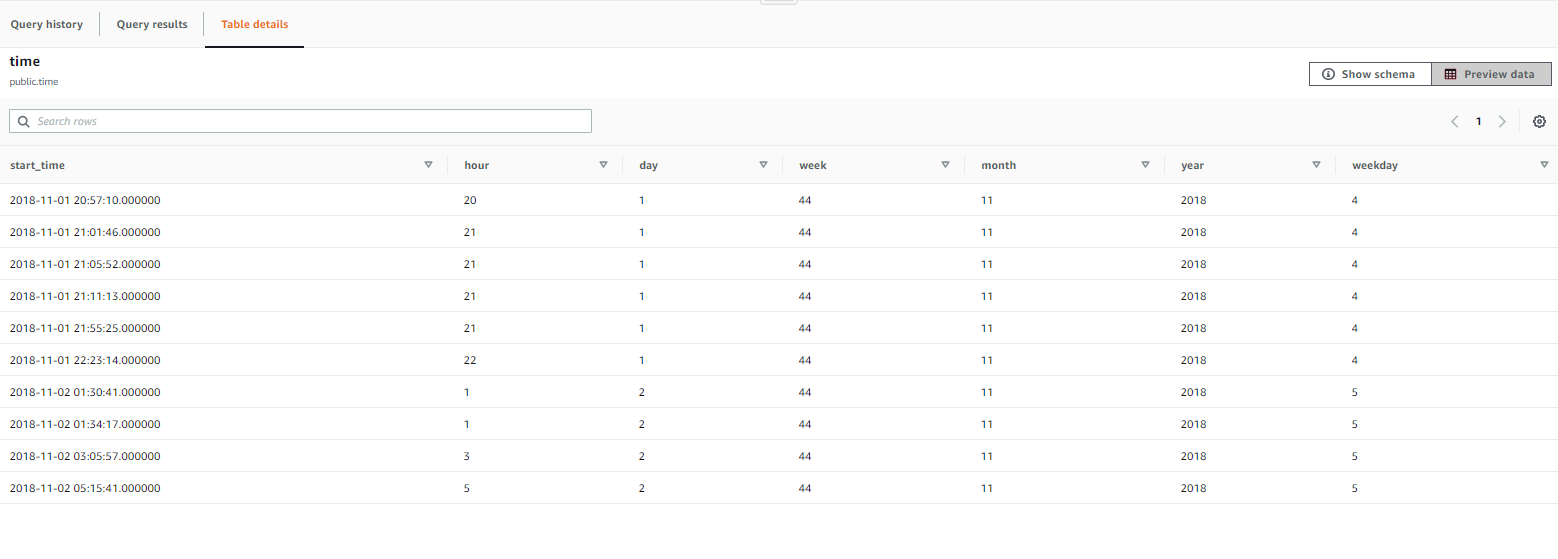 Query history Query results Table details
time
public.time
Show schema Preview data
Search rows 1
start_time hour day week month year weekday
2018-11-01 20:57:10.000000 20 1 44 11 2018 4
2018-11-01 21:01:46.000000 21 1 44 11 2018 4
2018-11-01 21:05:52.000000 21 1 44 11 2018 4
2018-11-01 21:11:13.000000 21 1 44 11 2018 4
2018-11-01 21:55:25.000000 21 1 44 11 2018 4
2018-11-01 22:23:14.000000 22 1 44 11 2018 4
2018-11-02 01:30:41.000000 1 2 44 11 2018 5
2018-11-02 01:34:17.000000 1 2 44 11 2018 5
2018-11-02 03:05:57.000000 3 2 44 11 2018 5
2018-11-02 05:15:41.000000 5 2 44 11 2018 5